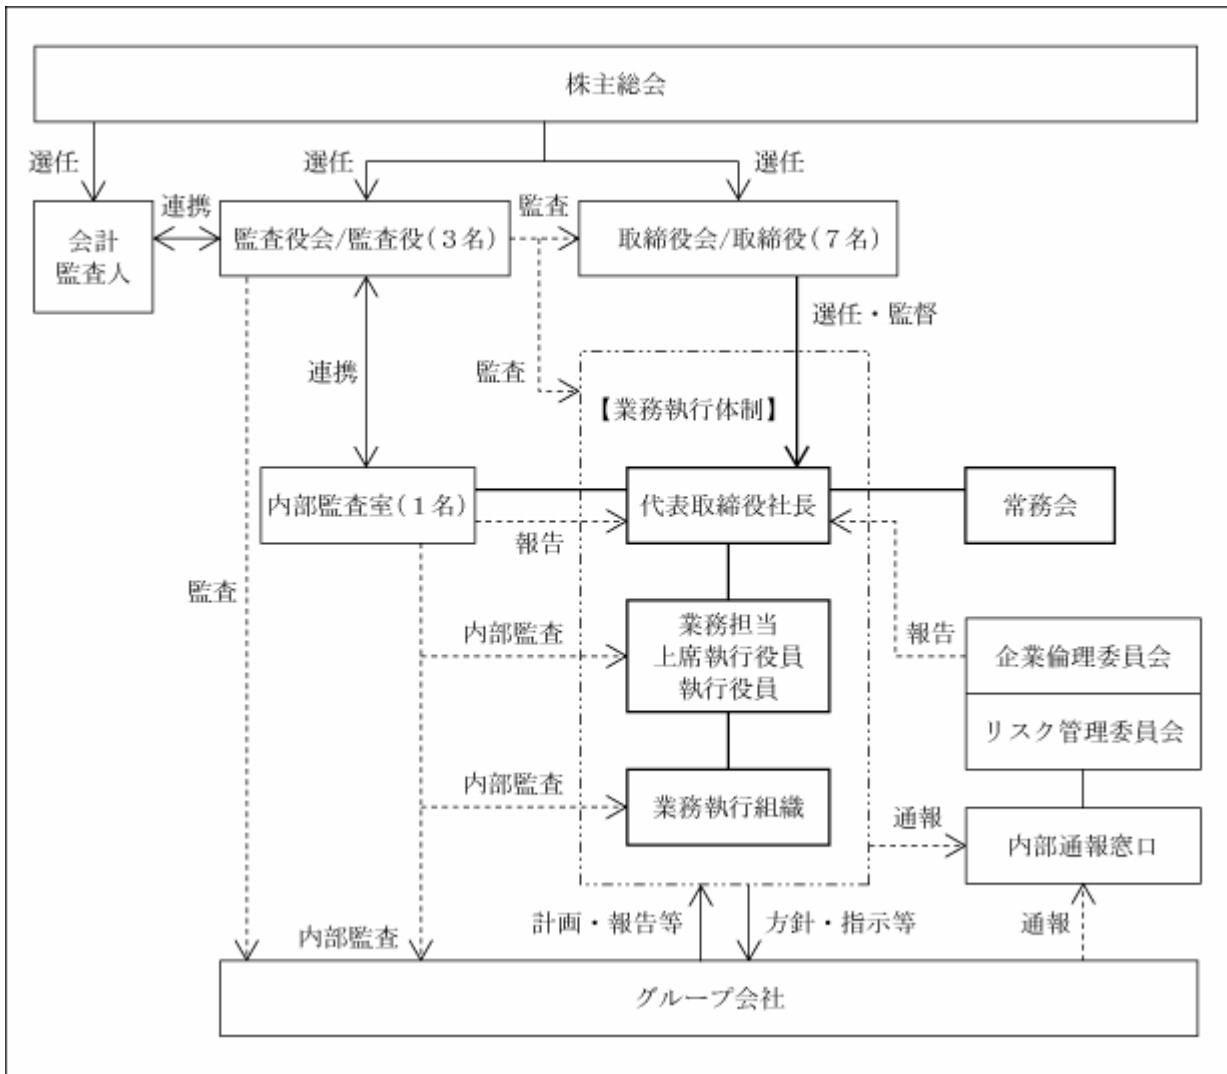 株主総会
選任
選任
選任
会計
監査人
連携
監査役会/監査役(3名)
監査
取締役会/取締役(7名)
選任・監督
連携
監査
【業務執行体制】
内部監査室(1名)
報告
代表取締役社長
常務会
監査
内部監査
業務担当
上席執行役員
執行役員
報告
企業倫理委員会
リスク管理委員会
内部監査
業務執行組織
通報
内部通報窓口
内部監査
計画・報告等
方針・指示等
通報
グループ会社